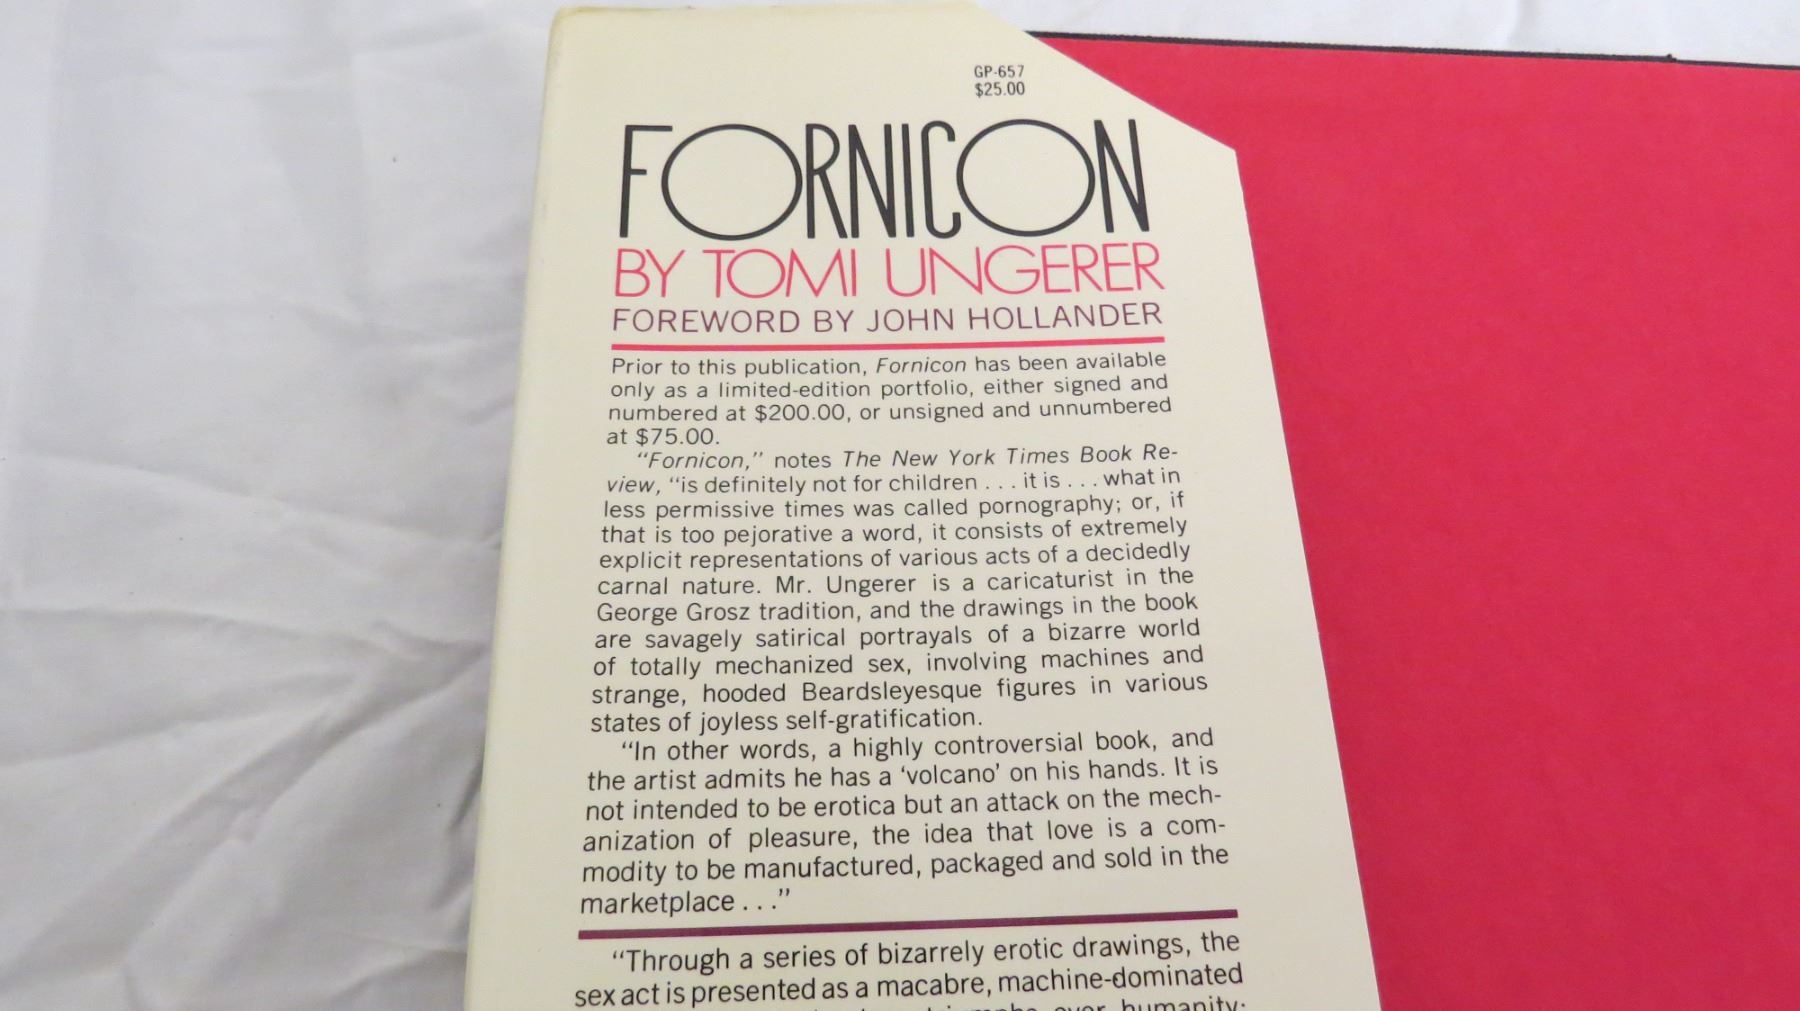 GP-657
$25.00
FORNICON
BY TOMI UNGERER
FOREWORD BY JOHN HOLLANDER
Prior to this publication, Fornicon has been available
only as a limited-edition portfolio, either signed and
numbered at $200.00, or unsigned and unnumbered
at $75.00.
“Fornicon,” notes The New York Times Book Re-
view, “is definitely not for children . . . it is . . . what in
less permissive times was called pornography; or, if
that is too pejorative a word, it consists of extremely
explicit representations of various acts of a decidedly
carnal nature. Mr. Ungerer is a caricaturist in the
George Grosz tradition, and the drawings in the book
are savagely satirical portrayals of a bizarre world
of totally mechanized sex, involving machines and
strange, hooded Beardsleyesque figures in various
states of joyless self-gratification.
“In other words, a highly controversial book, and
the artist admits he has a ‘volcano’ on his hands. It is
not intended to be erotica but an attack on the mech-
anization of pleasure, the idea that love is a com-
modity to be manufactured, packaged and sold in the
marketplace . . .”
“Through a series of bizarrely erotic drawings, the
sex act is presented as a macabre, machine-dominated
over humanity;